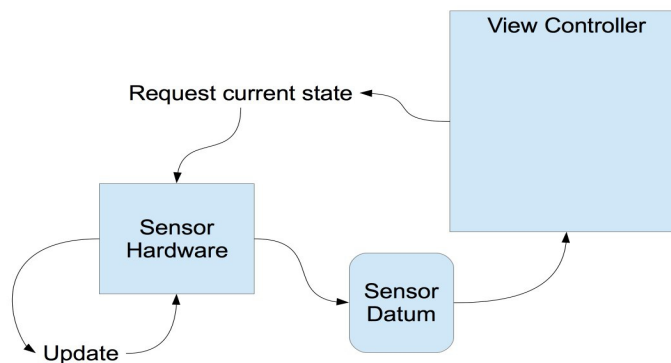 View Controller
Request current state
Sensor
Hardware
Sensor
Datum
Update